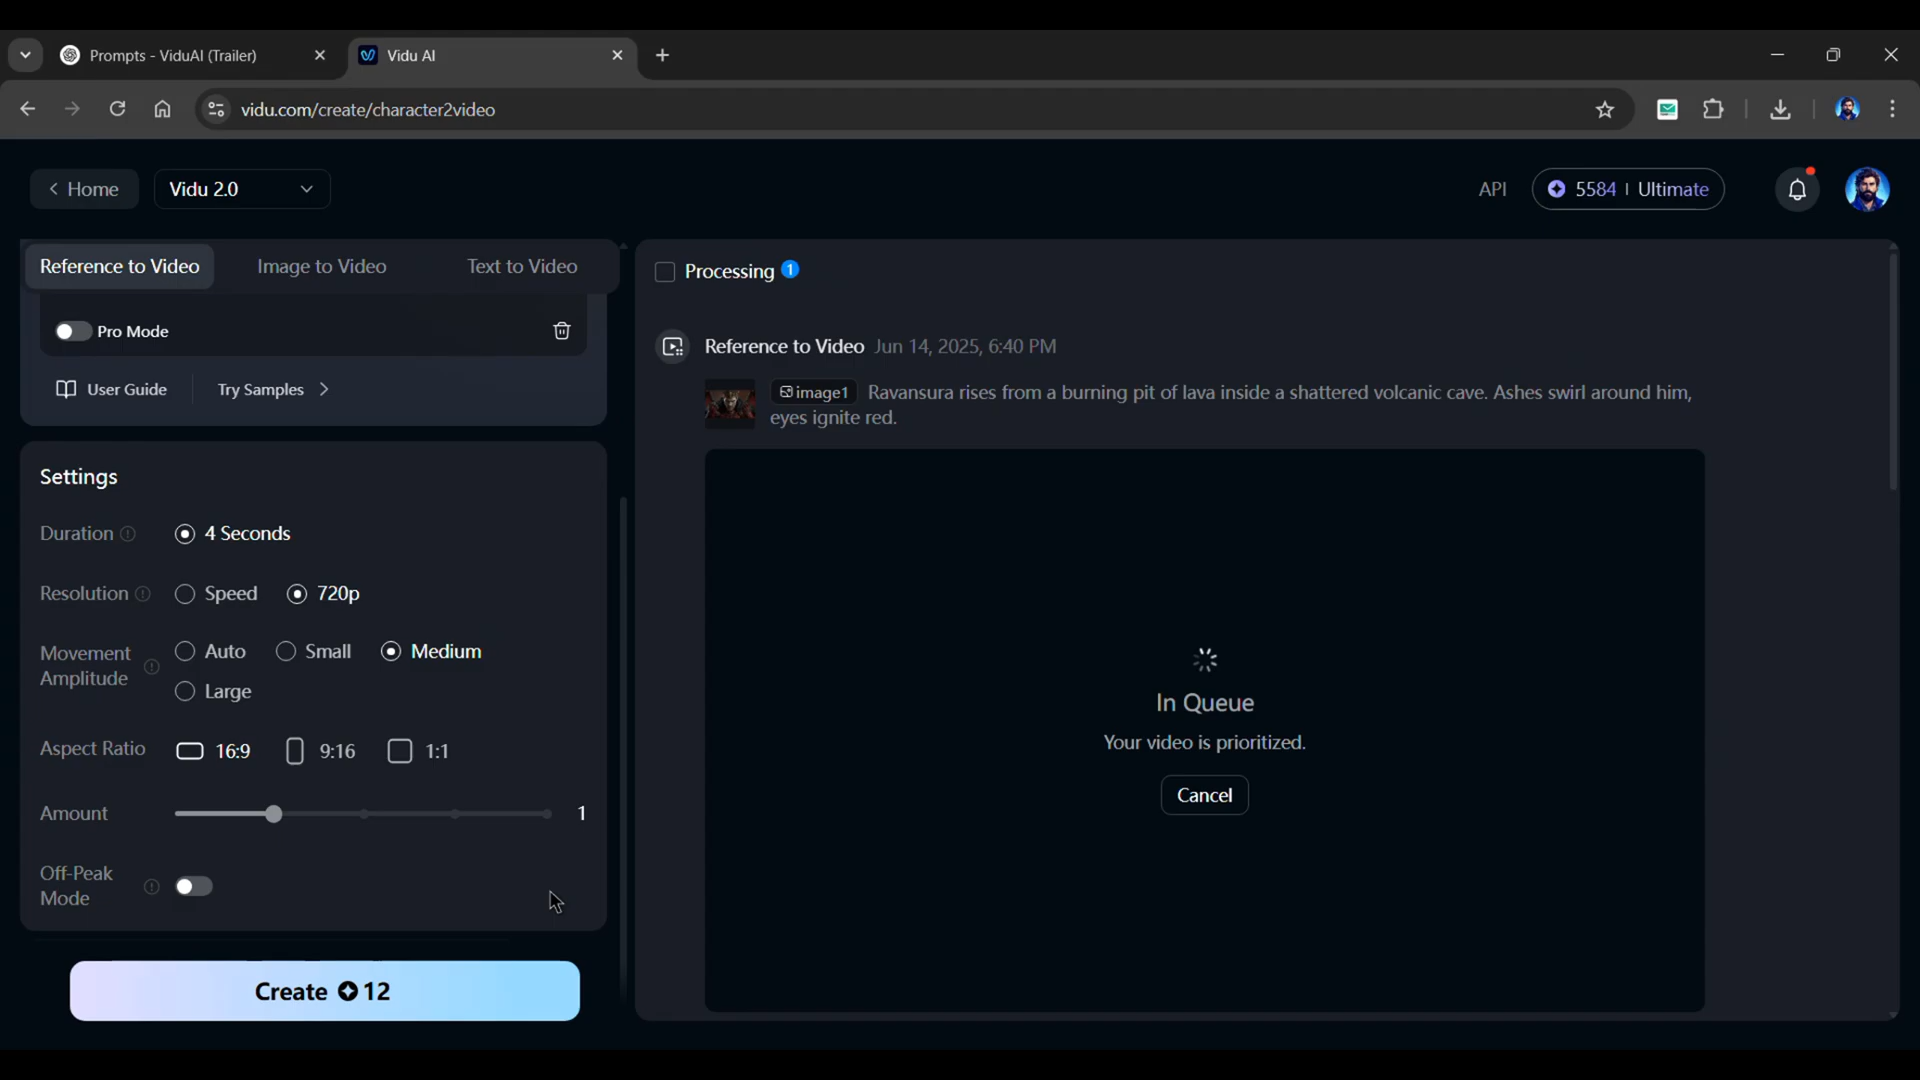 Prompts - ViduAI (Trailer)
Vidu AI
vidu.com/create/character2video
Home
Vidu 2.0
API
5584 | Ultimate
Reference to Video
Image to Video
Text to Video
Pro Mode
User Guide
Try Samples
Settings
Duration
4 Seconds
Resolution
Speed
720p
Movement
Amplitude
Auto
Small
Medium
Large
Aspect Ratio
16:9
9:16
1:1
Amount
1
Off-Peak
Mode
Create 12
Processing 1
Reference to Video Jun 14, 2025, 6:40 PM
image1 Ravansura rises from a burning pit of lava inside a shattered volcanic cave. Ashes swirl around him,
eyes ignite red.
In Queue
Your video is prioritized.
Cancel